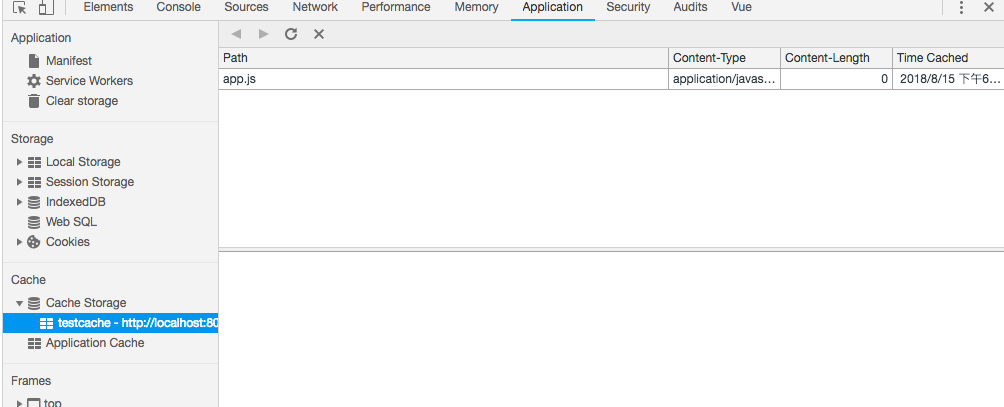 Elements Console Sources Network Performance Memory Application Security Audits Vue
Application
Manifest
Service Workers
Clear storage
Storage
Local Storage
Session Storage
IndexedDB
Web SQL
Cookies
Cache
Cache Storage
testcache - http://localhost:80
Application Cache
Frames
top
Path Content-Type Content-Length Time Cached
app.js application/javas... 0 2018/8/15 下午6...